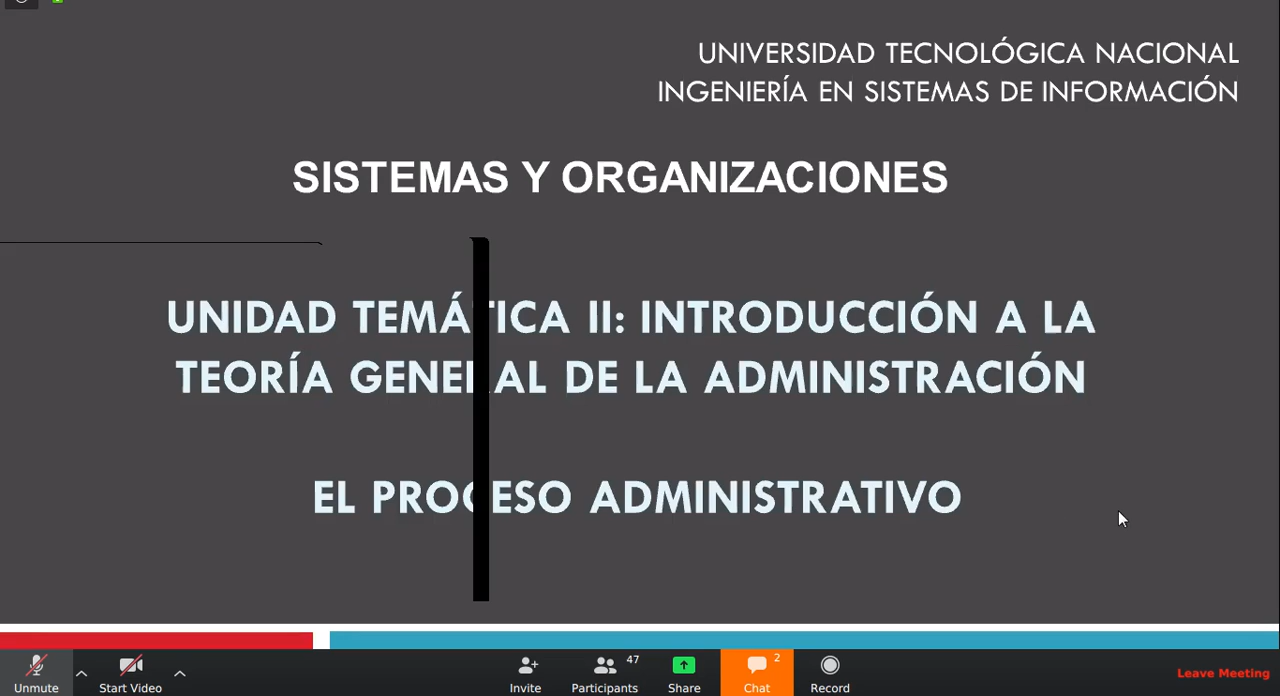 UNIVERSIDAD TECNOLÓGICA NACIONAL
INGENIERÍA EN SISTEMAS DE INFORMACIÓN
SISTEMAS Y ORGANIZACIONES
UNIDAD TEMÁTICA II: INTRODUCCIÓN A LA
TEORÍA GENERAL DE LA ADMINISTRACIÓN
EL PROCESO ADMINISTRATIVO
47
2
Unmute
Start Video
Invite
Participants
Share
Chat
Record
Leave Meeting